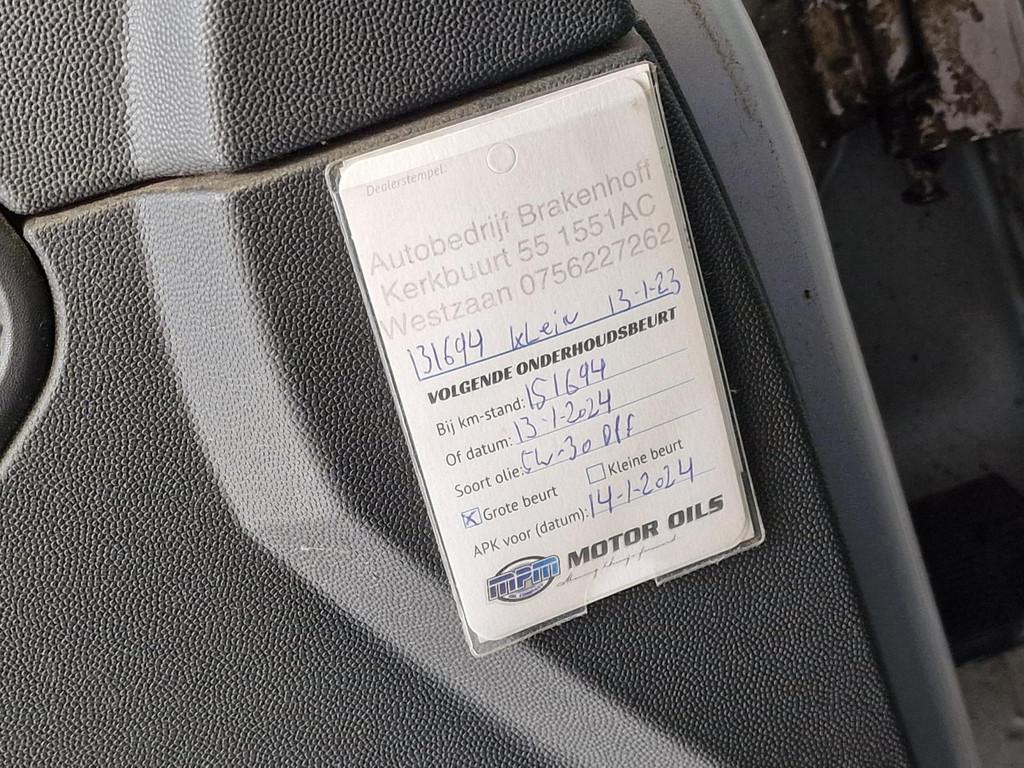 Dealerstempel:
Autobedrijf Brakenhoff
Kerkbuurt 55 1551AC
Westzaan 0756227262
131694 klein 13-1-23
VOLGENDE ONDERHOUDSBEURT
Bij km-stand: 151694
Of datum: 13-1-2024
Soort olie: 5W-30 Dpf
Grote beurt Kleine beurt
APK voor (datum): 14-1-2024
MPM MOTOR OILS